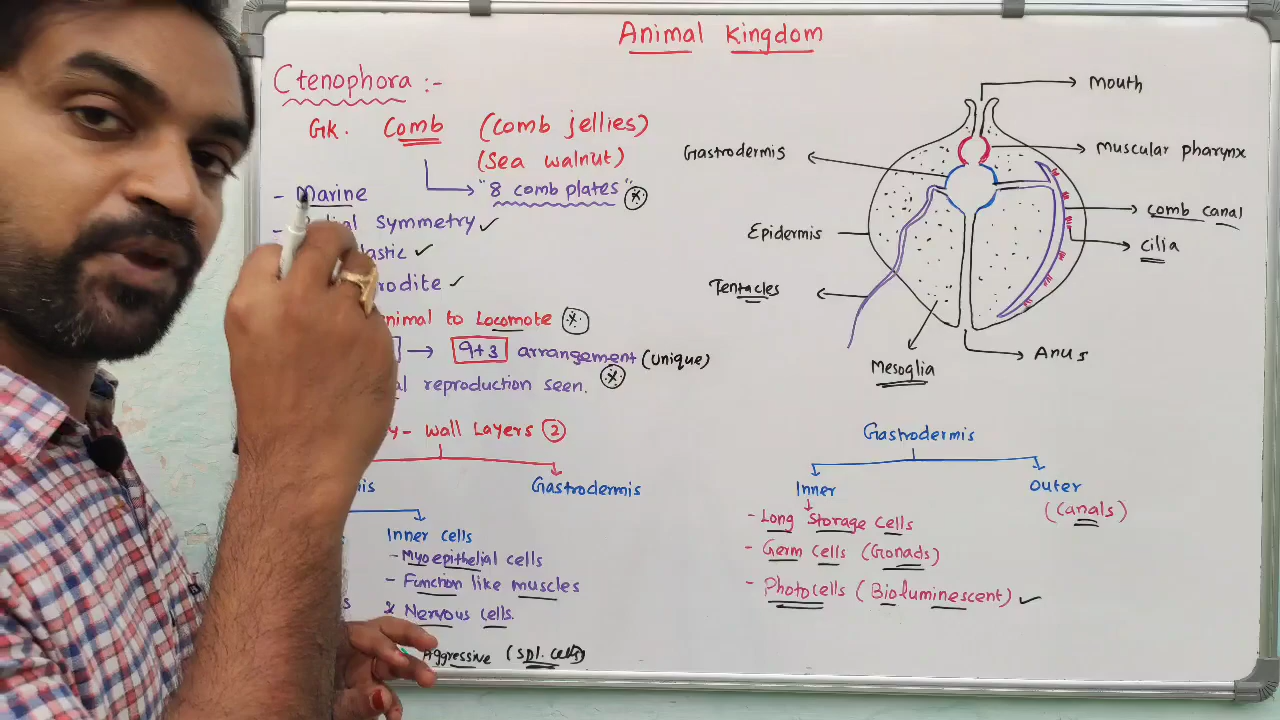 Animal Kingdom
Ctenophora :-
Gk. Comb (Comb jellies)
(Sea walnut)
"8 comb plates"
- Marine
Symmetry ✓
✓
✓
to Locomote
→ 9+3 arrangement (unique)
reproduction seen.
wall Layers 2
Gastrodermis
Inner cells
- Myoepithelial cells
- Function like muscles
& Nervous cells.
Aggressive (spl. cells)
Mouth
Gastrodermis
Muscular pharynx
comb canal
Epidermis
cilia
Tentacles
Mesoglia
Anus
Gastrodermis
Inner
Outer
(Canals)
- Long Storage Cells
- Germ cells (Gonads)
- Photocells (Bioluminescent) ✓